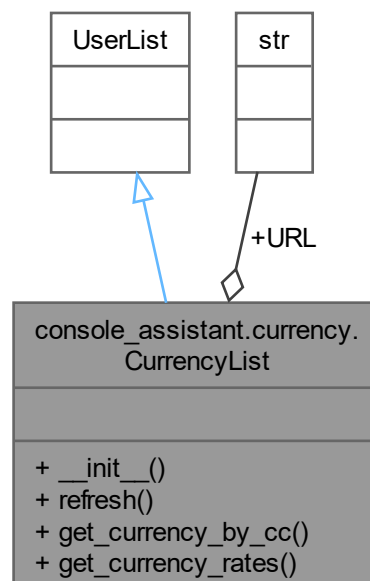 UserList
str
+URL
console_assistant.currency.
CurrencyList
+ __init__()
+ refresh()
+ get_currency_by_cc()
+ get_currency_rates()